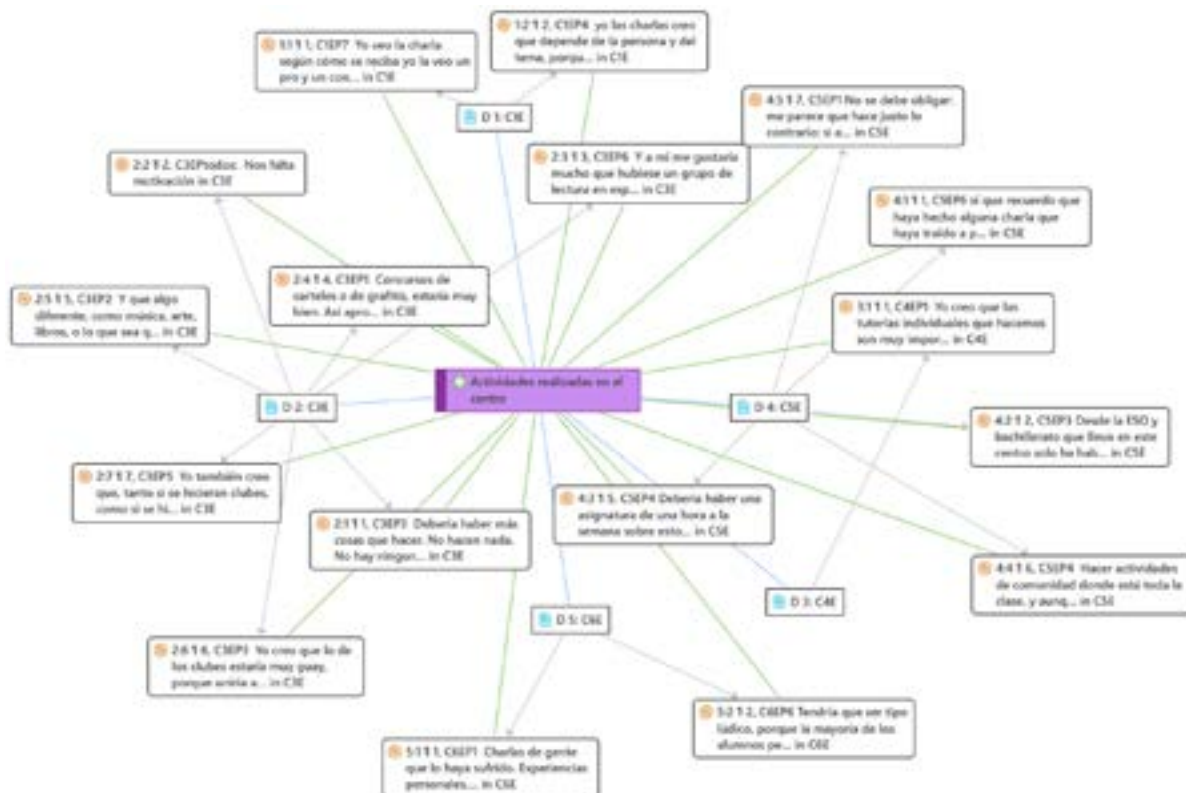 1:1 ¶ 1, C1EP7 Yo veo la charla
según cómo se reciba yo la veo un
pro y un con... in C1E
1:2 ¶ 2, C1EP4 yo las charlas creo
que depende de la persona y del
tema, porqu... in C1E
D 1: C1E
4:5 ¶ 7, C5EP1 No se debe obligar:
me parece que hace justo lo
contrario: si o... in C5E
2:2 ¶ 2, C3EPtodos: Nos falta
motivación in C3E
2:3 ¶ 3, C3EP6 Y a mí me gustaría
mucho que hubiese un grupo de
lectura en esp... in C3E
4:1 ¶ 1, C5EP6 sí que recuerdo que
haya hecho alguna charla que
haya traído a p... in C5E
2:4 ¶ 4, C3EP1 Concursos de
carteles o de grafitis, estaría muy
bien. Así apro... in C3E
2:5 ¶ 5, C3EP2 Y que algo
diferente, como música, arte,
libros, o lo que sea q... in C3E
3:1 ¶ 1, C4EP5 Yo creo que las
tutorías individuales que hacemos
son muy impor... in C4E
Actividades realizadas en el
centro
D 2: C3E
D 4: C5E
4:2 ¶ 2, C5EP3 Desde la ESO y
bachillerato que llevo en este
centro solo he hab... in C5E
2:7 ¶ 7, C3EP5 Yo también creo
que, tanto si se hicieran clubes,
como si se hi... in C3E
2:1 ¶ 1, C3EP3 Debería haber más
cosas que hacer. No hacen nada.
No hay ningun... in C3E
4:3 ¶ 5, C5EP4 Debería haber una
asignatura de una hora a la
semana sobre esto... in C5E
4:4 ¶ 6, C5EP4 Hacer actividades
de comunidad donde está toda la
clase, y aunq... in C5E
D 3: C4E
D 5: C6E
2:6 ¶ 6, C3EP3 Yo creo que lo de
los clubes estaría muy guay,
porque uniría a... in C3E
5:2 ¶ 2, C6EP6 Tendría que ser tipo
lúdico, porque la mayoría de los
alumnos pe... in C6E
5:1 ¶ 1, C6EP1 Charlas de gente
que lo haya sufrido. Experiencias
personales.... in C6E